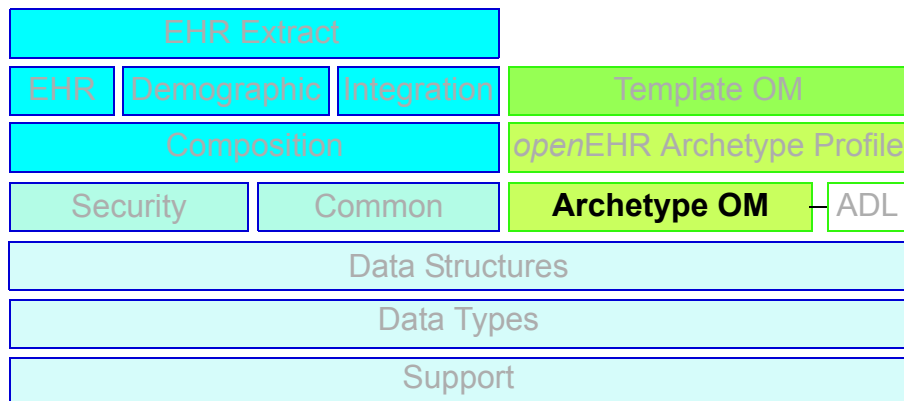 EHR Extract
EHR Demographic Integration Template OM
Composition openEHR Archetype Profile
Security Common Archetype OM ADL
Data Structures
Data Types
Support